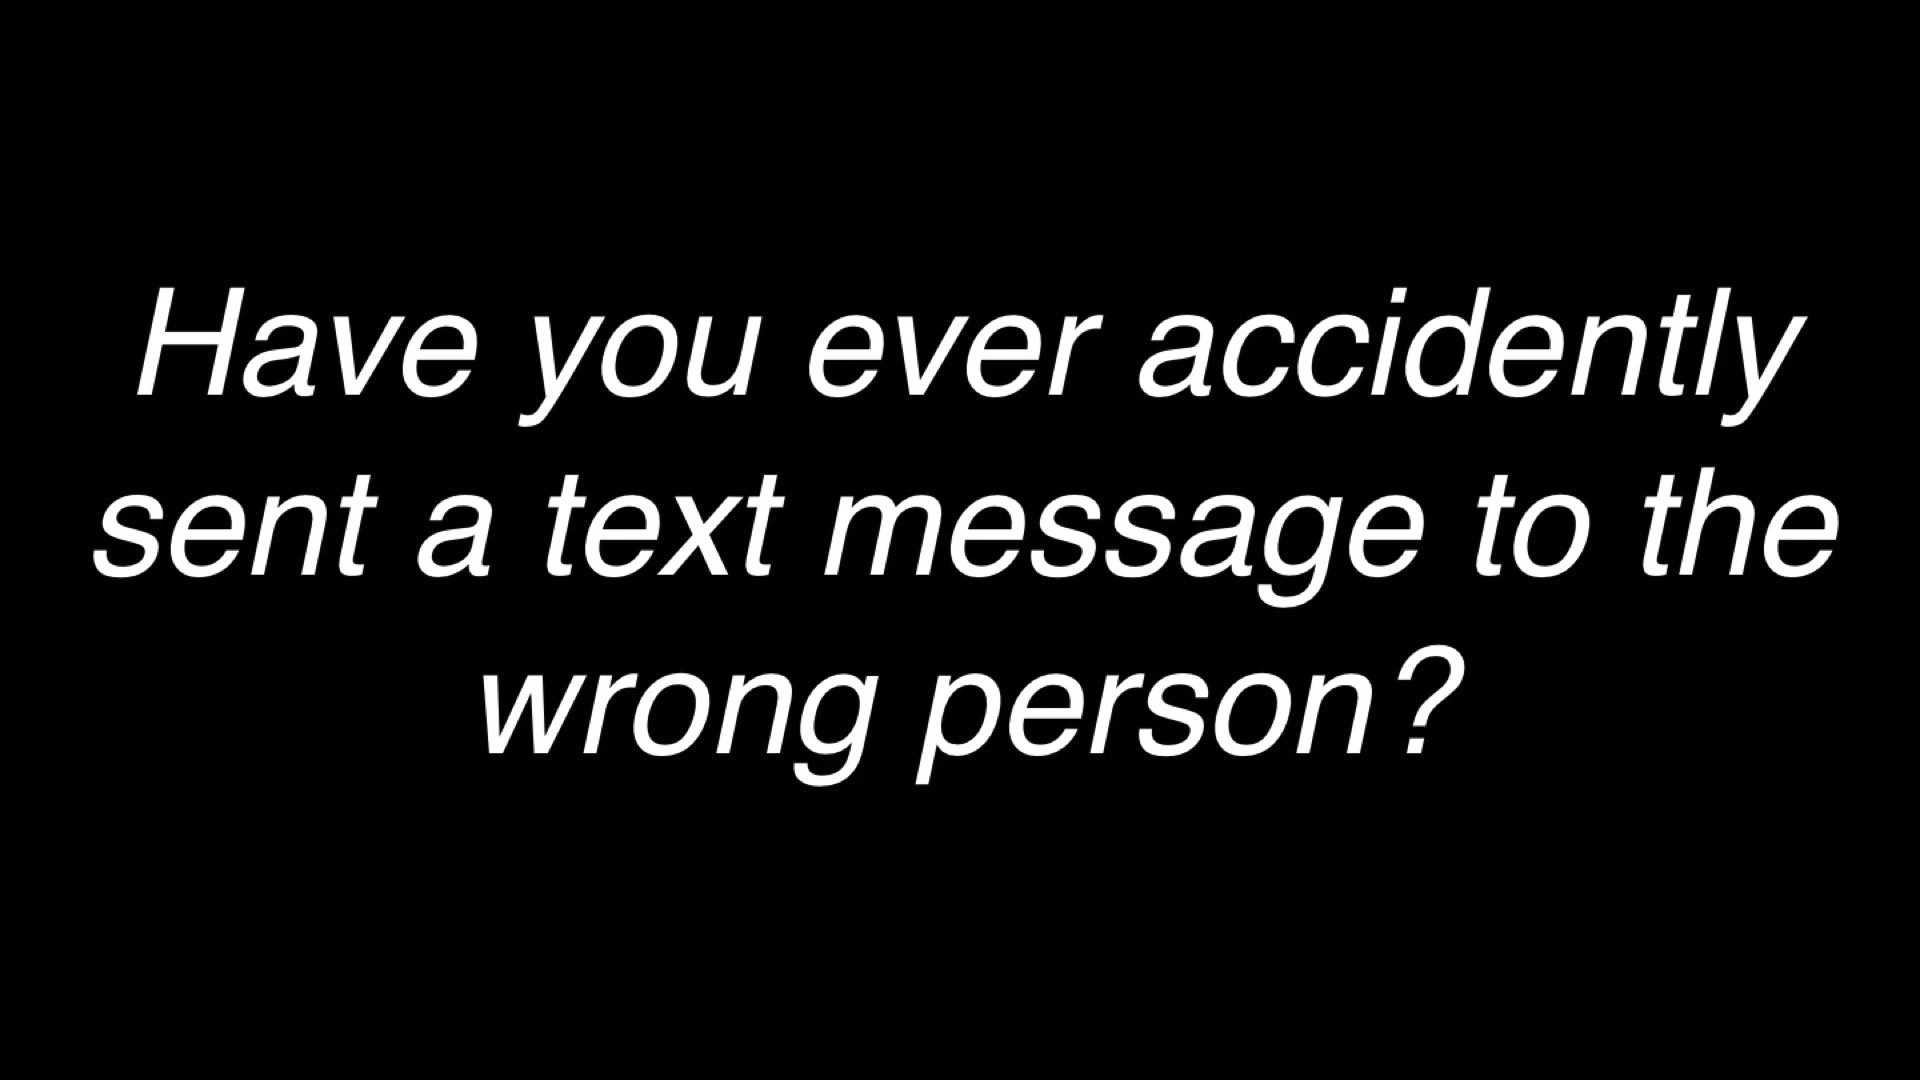 Have you ever accidently
sent a text message to the
wrong person?